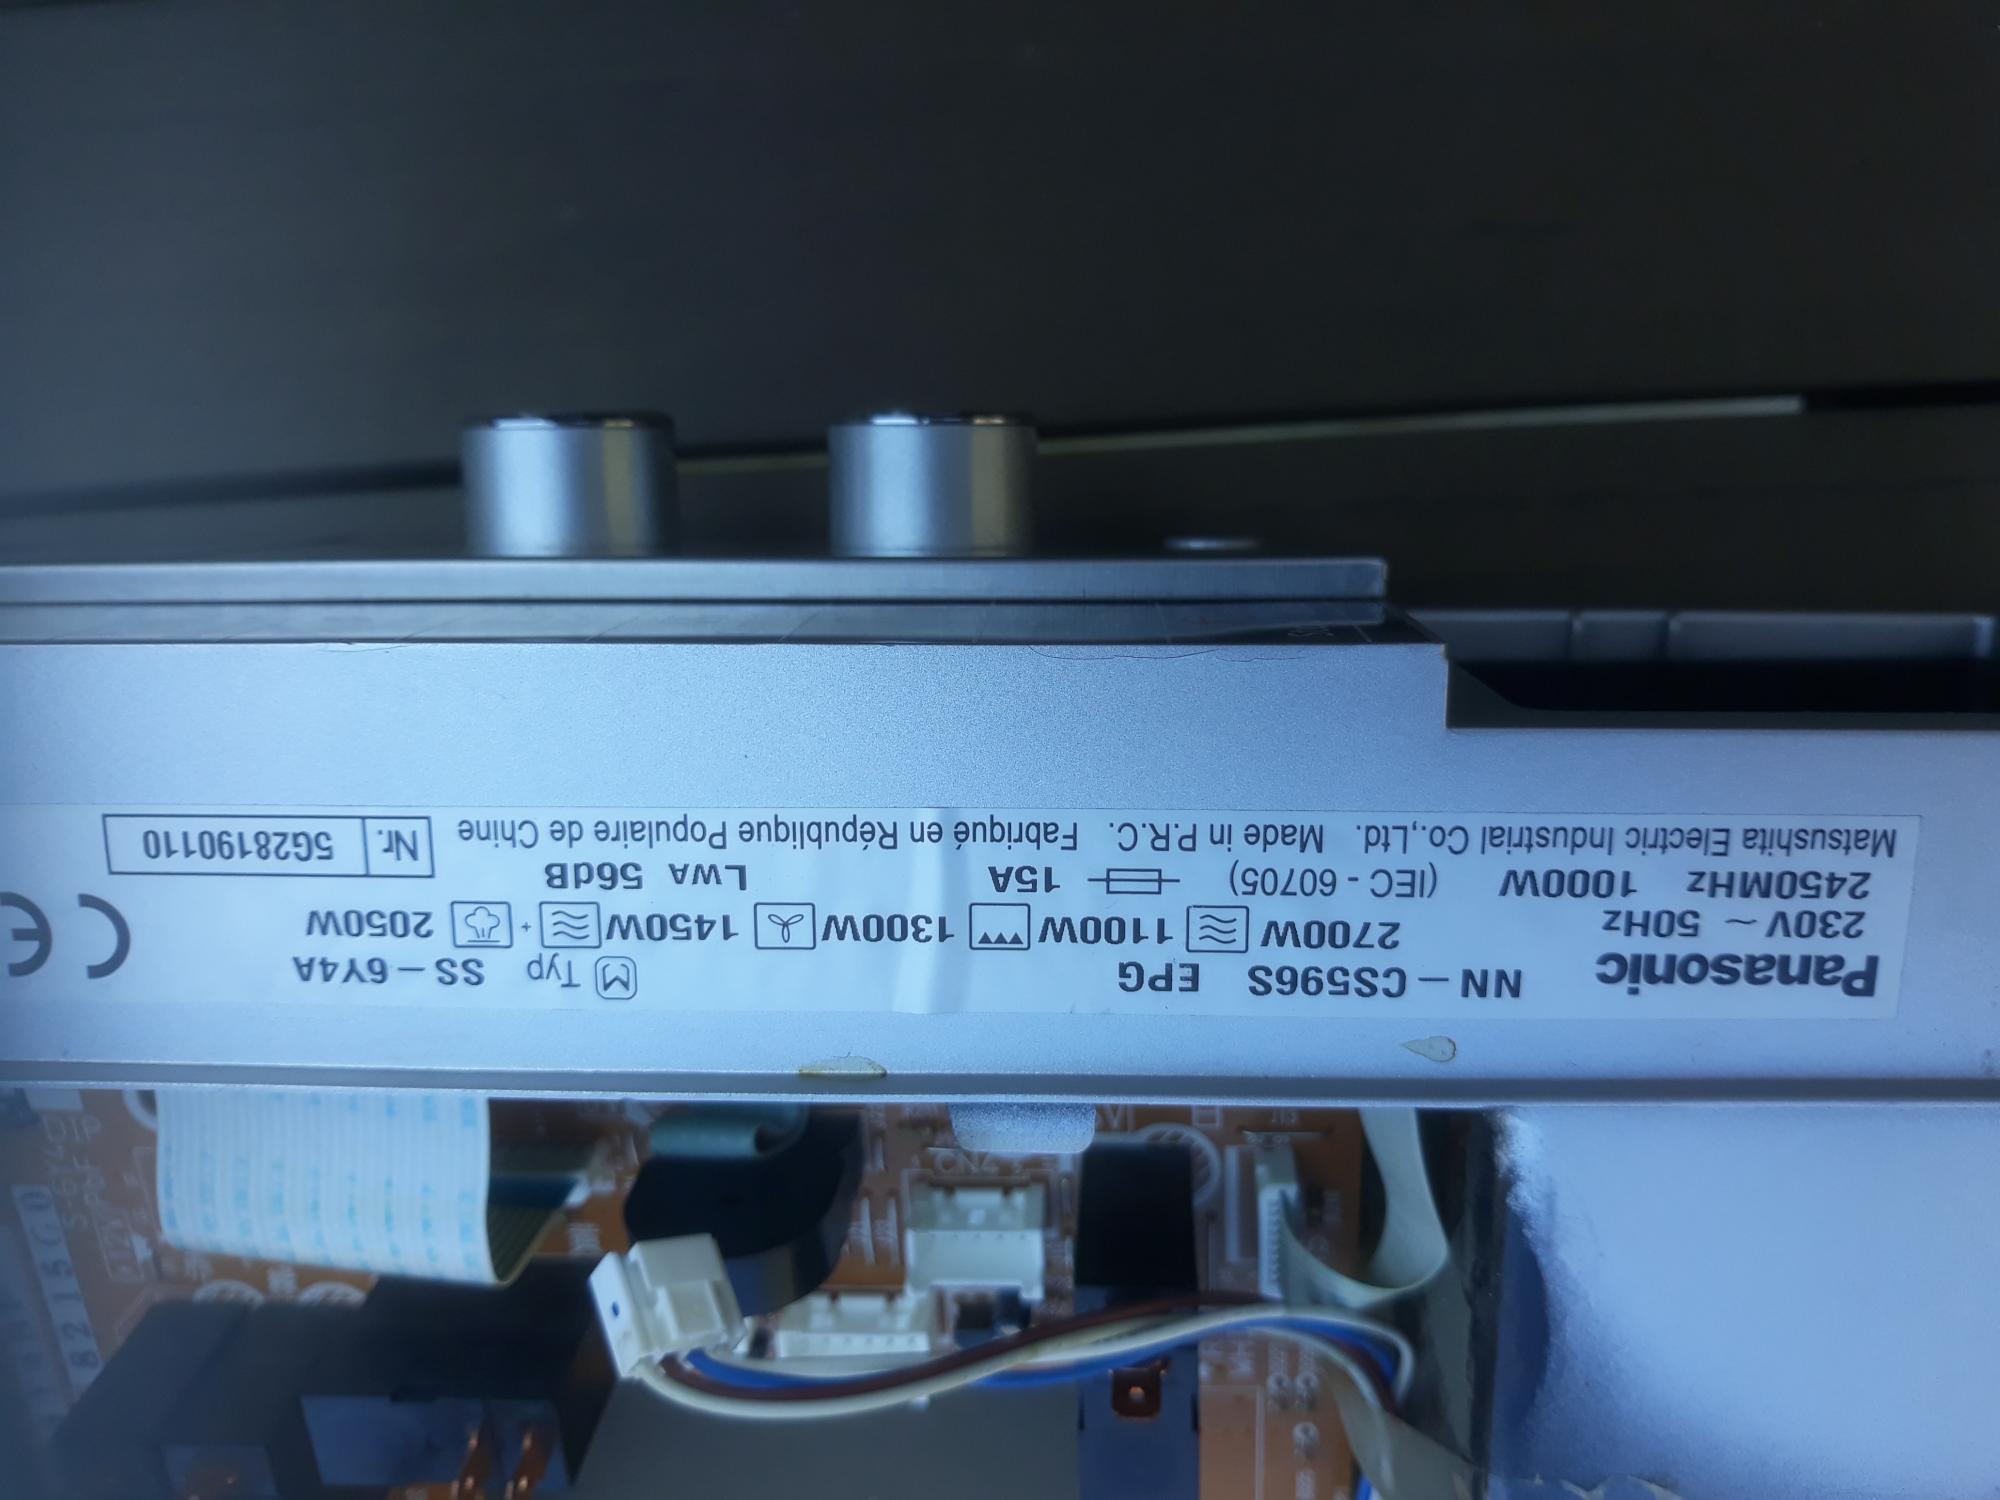 Panasonic NN-CS596S EPG M Typ SS-6Y4A
230V ~ 50Hz 2700W 1100W 1300W 1450W + 2050W CE
2450MHz 1000W (IEC-60705) 15A LWA 56dB
Matsushita Electric Industrial Co.,Ltd. Made in P.R.C. Fabriqué en République Populaire de Chine Nr. 5G28190110